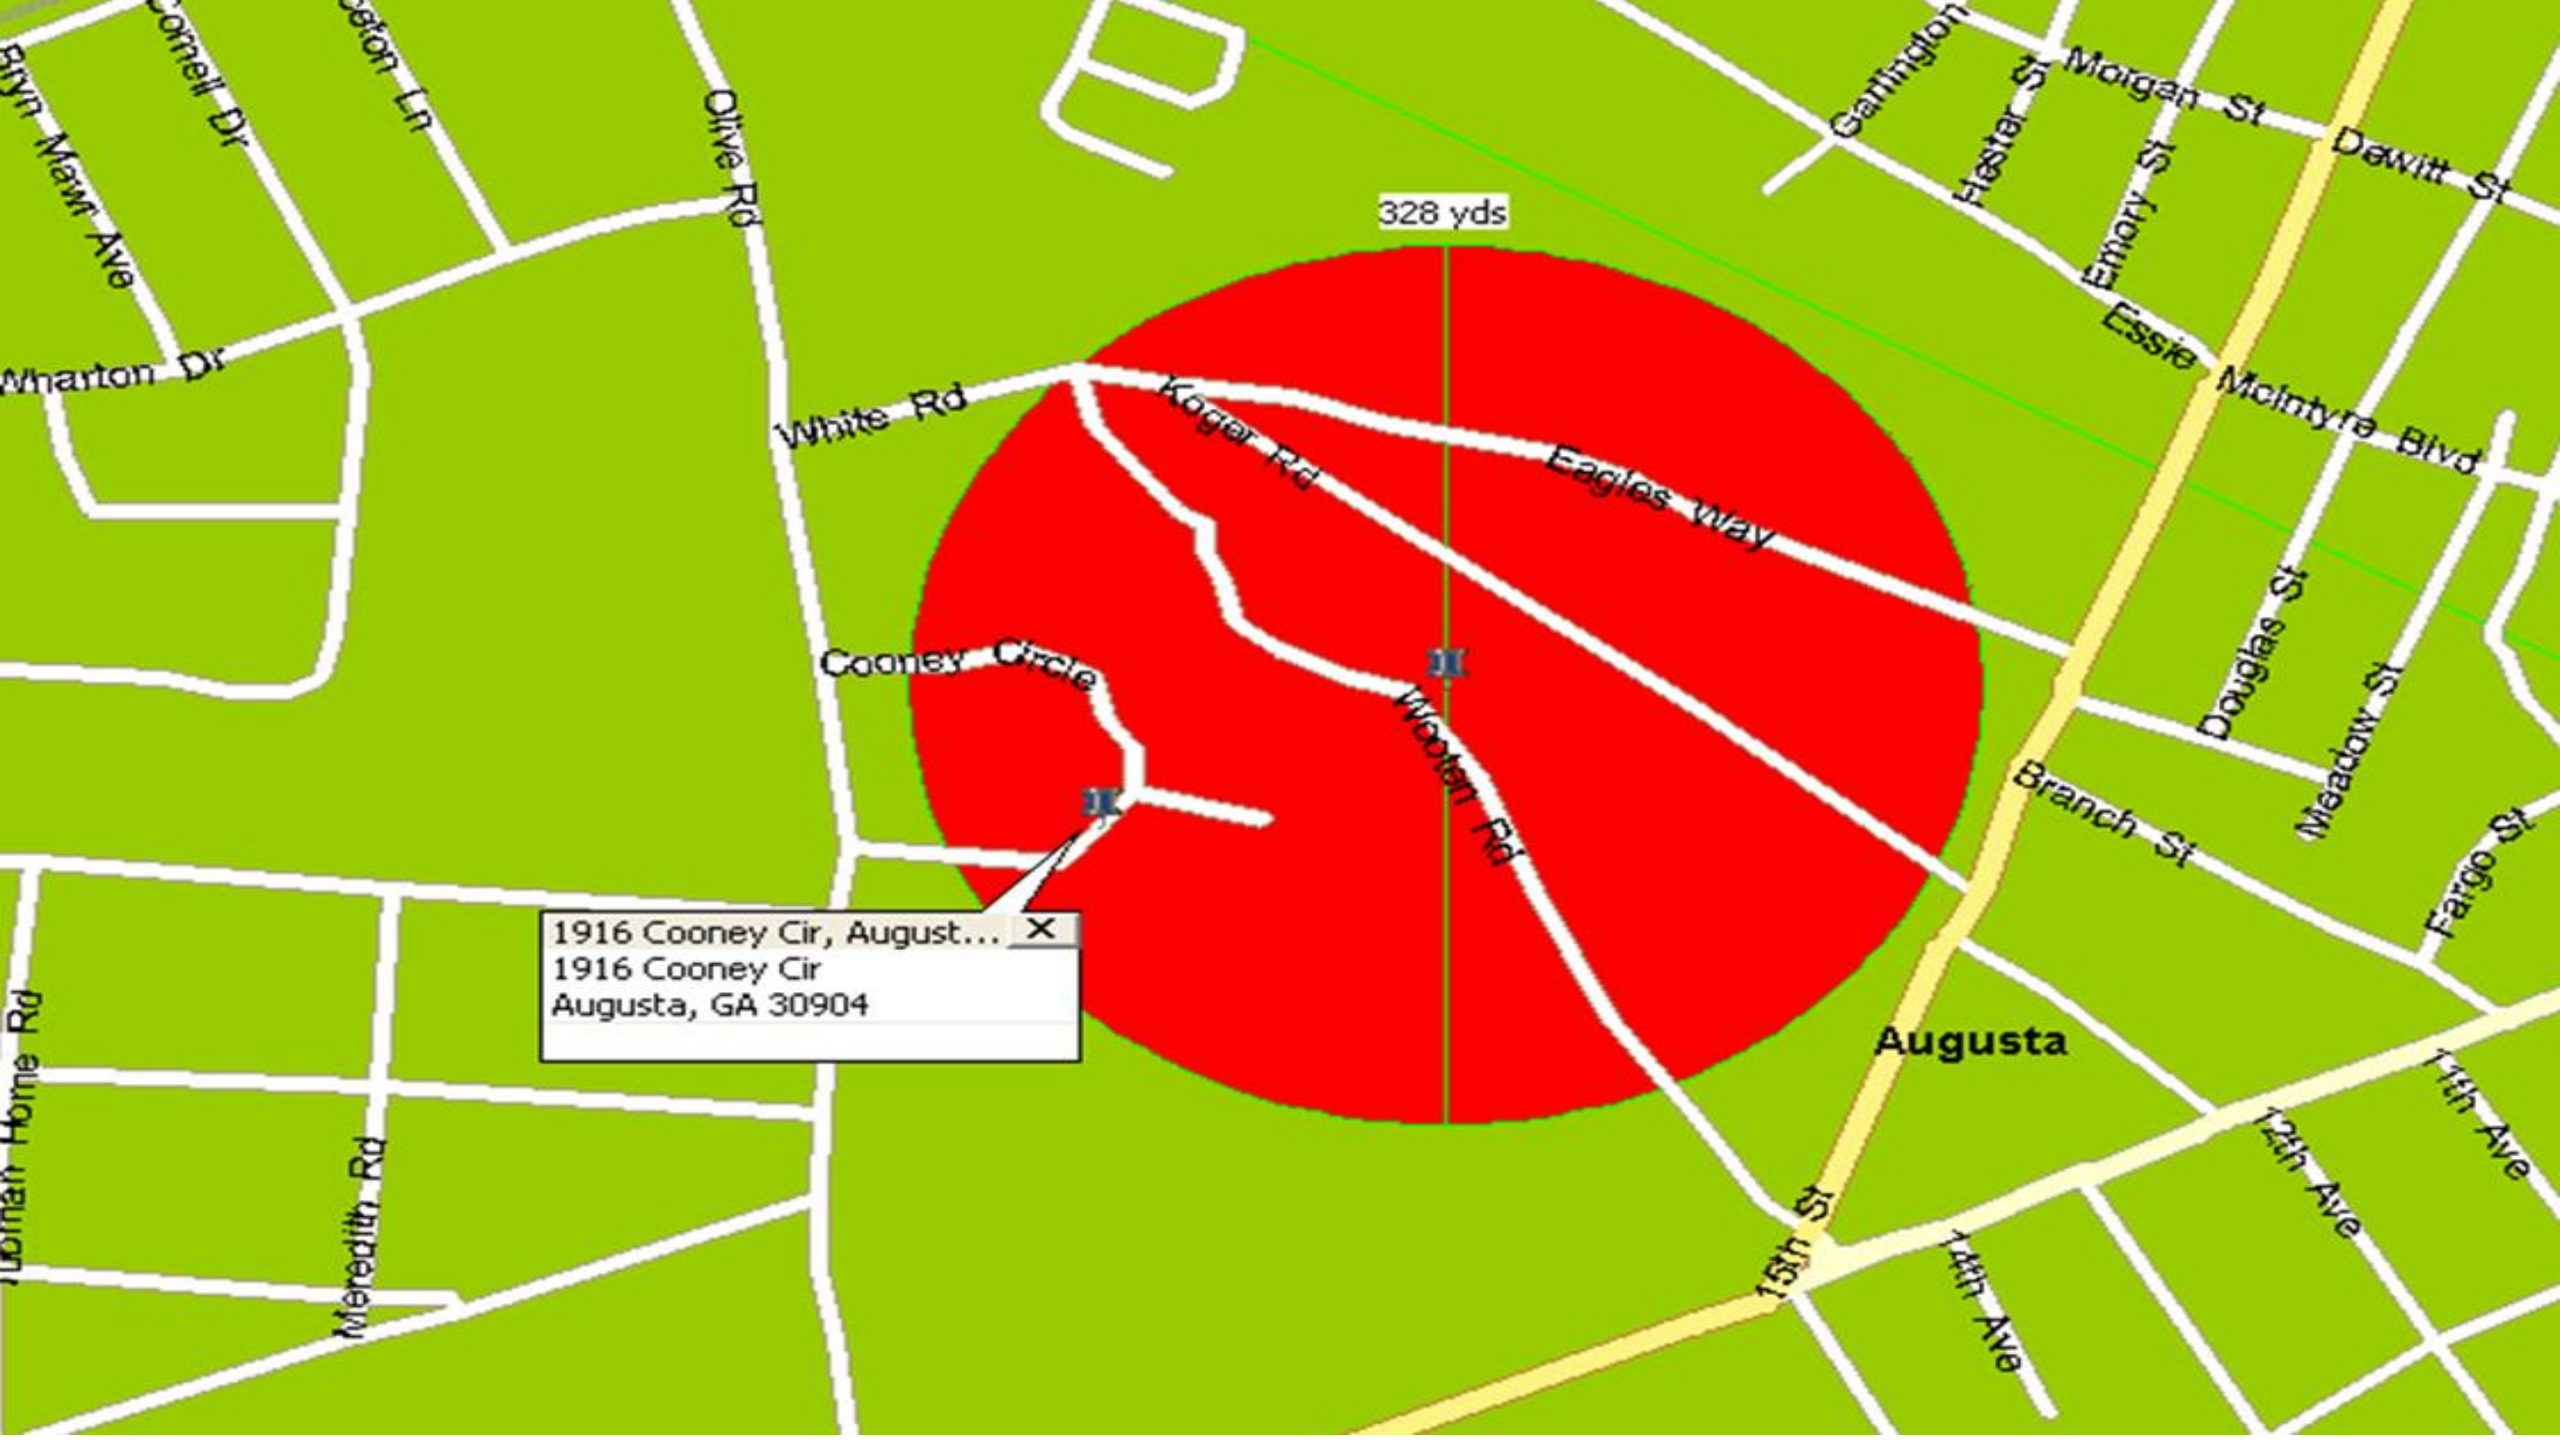 Bryn Mawr Ave
Cornell Dr
ceton Ln
Olive Rd
Garlington
Hester St
Morgan St
Emory St
Dewitt St
328 yds
Wharton Dr
White Rd
Koger Rd
Eagles Way
Essie McIntyre Blvd
Cooney Circle
Wooten Rd
Douglas St
Meadow St
Branch St
Fargo St
1916 Cooney Cir, August...
1916 Cooney Cir
Augusta, GA 30904
Augusta
Home Rd
Meredith Rd
15th St
14th Ave
12th Ave
11th Ave